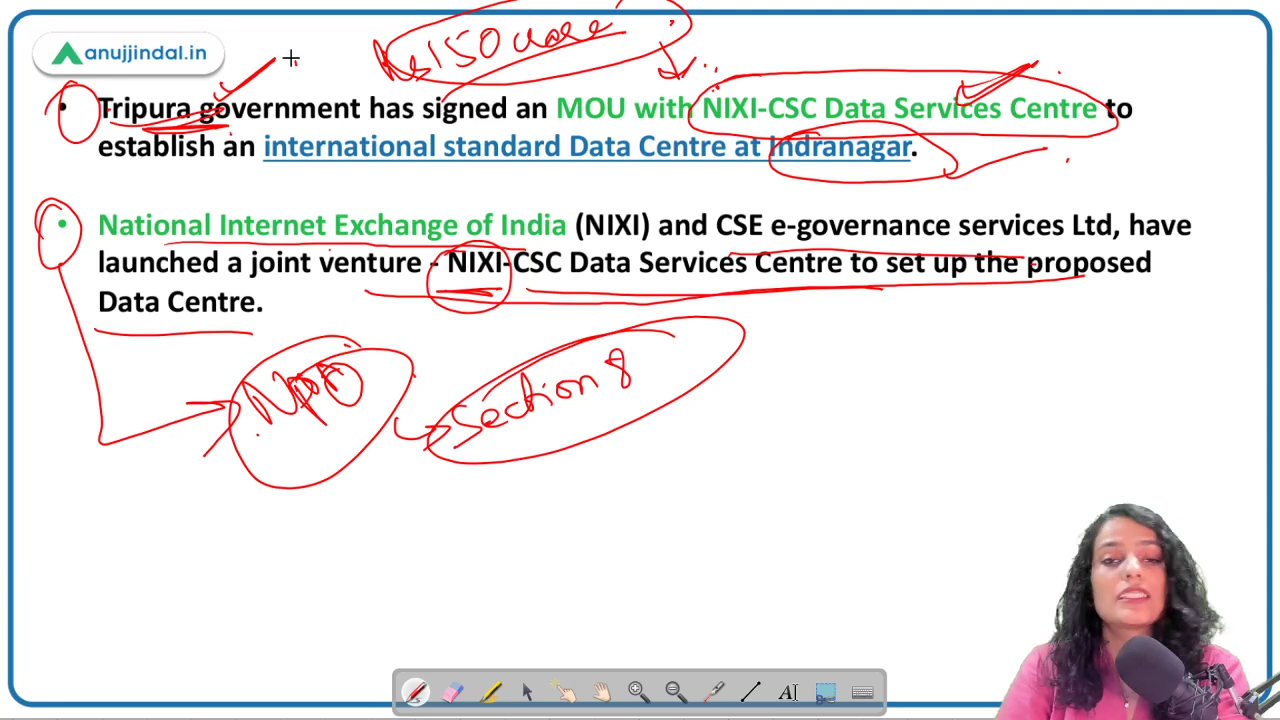 Rs 150 crore
anujjindal.in
• Tripura government has signed an MOU with NIXI-CSC Data Services Centre to
establish an international standard Data Centre at Indranagar.
• National Internet Exchange of India (NIXI) and CSE e-governance services Ltd, have
launched a joint venture - NIXI-CSC Data Services Centre to set up the proposed
Data Centre.
Section 8
AI